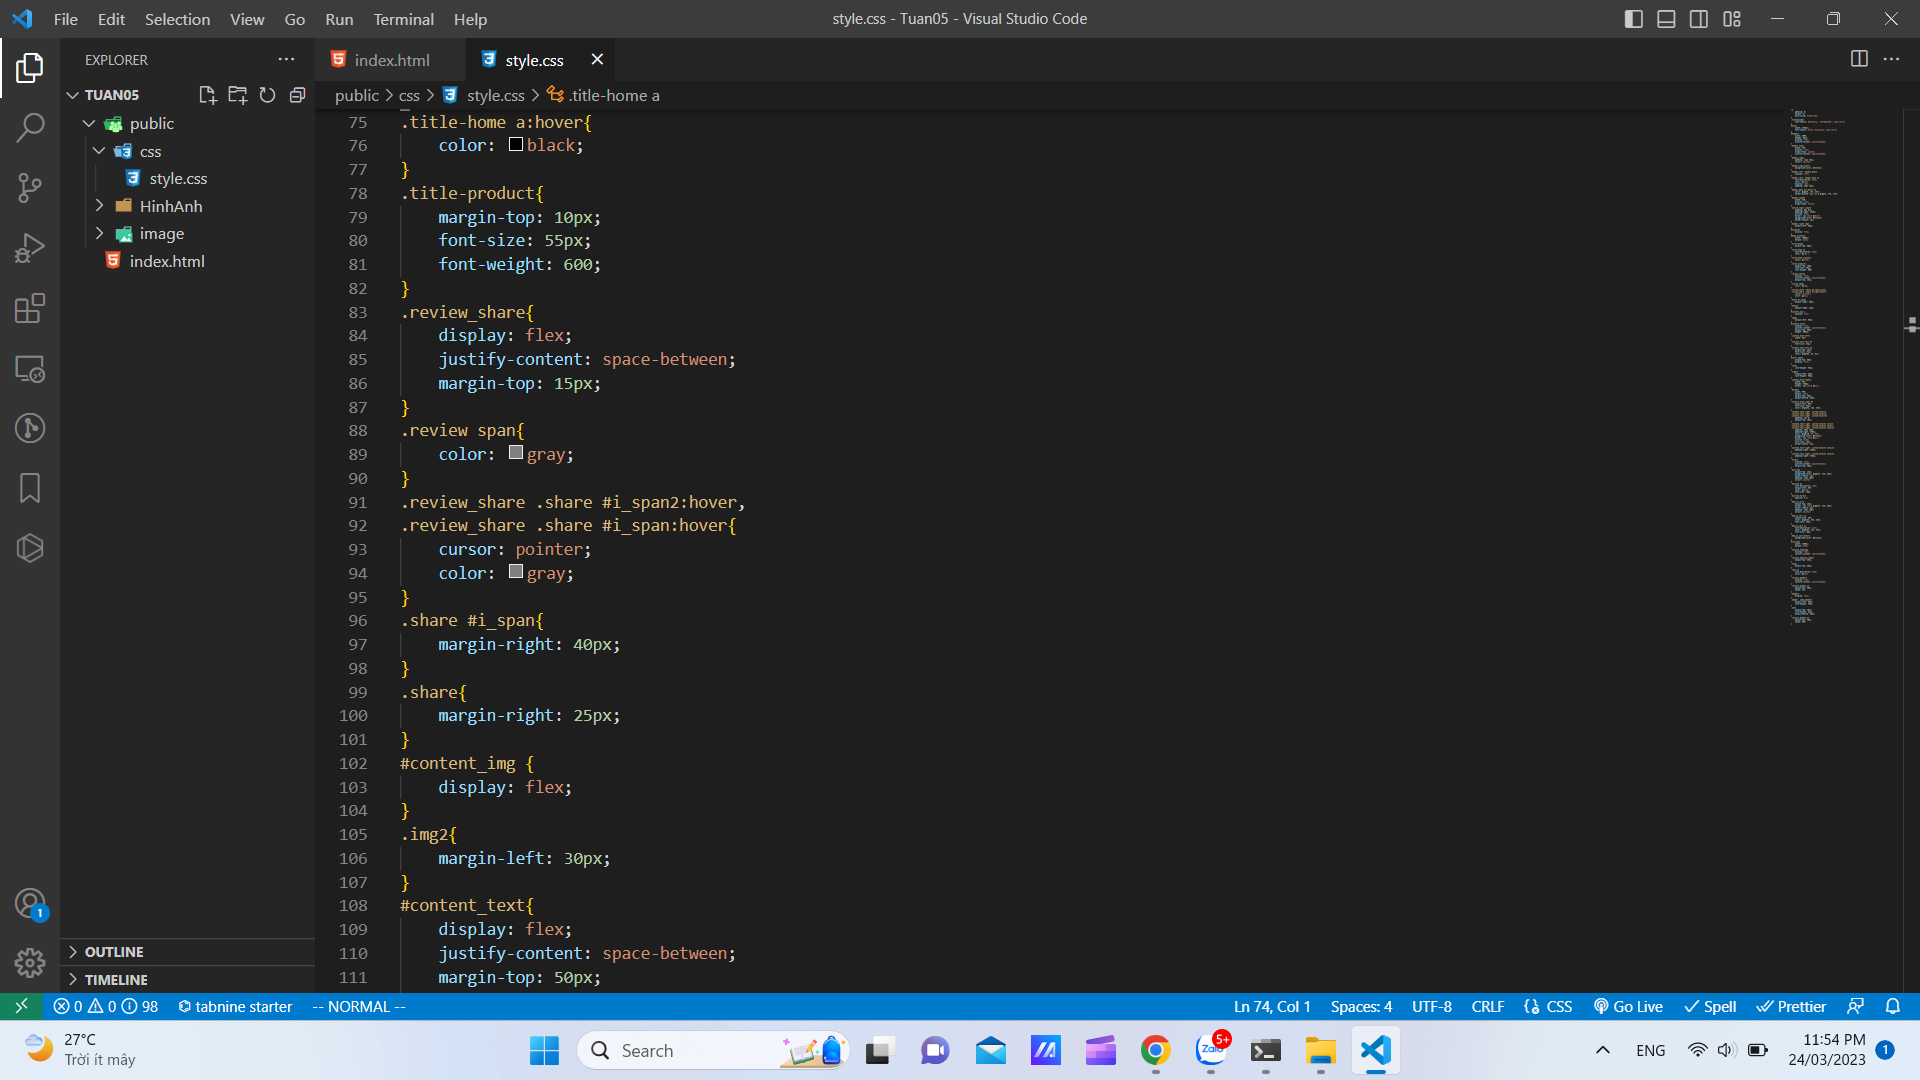 File Edit Selection View Go Run Terminal Help
style.css - Tuan05 - Visual Studio Code
EXPLORER
TUAN05
public
css
style.css
HinhAnh
image
index.html
OUTLINE
TIMELINE
index.html
style.css
public > css > style.css > .title-home a
75 .title-home a:hover{
76     color: black;
77 }
78 .title-product{
79     margin-top: 10px;
80     font-size: 55px;
81     font-weight: 600;
82 }
83 .review_share{
84     display: flex;
85     justify-content: space-between;
86     margin-top: 15px;
87 }
88 .review span{
89     color: gray;
90 }
91 .review_share .share #i_span2:hover,
92 .review_share .share #i_span:hover{
93     cursor: pointer;
94     color: gray;
95 }
96 .share #i_span{
97     margin-right: 40px;
98 }
99 .share{
100     margin-right: 25px;
101 }
102 #content_img {
103     display: flex;
104 }
105 .img2{
106     margin-left: 30px;
107 }
108 #content_text{
109     display: flex;
110     justify-content: space-between;
111     margin-top: 50px;
1
0 0 98 tabnine starter -- NORMAL --
Ln 74, Col 1 Spaces: 4 UTF-8 CRLF CSS Go Live Spell Prettier
27°C
Trời ít mây
Search
Zalo
5+
ENG
11:54 PM
24/03/2023
1